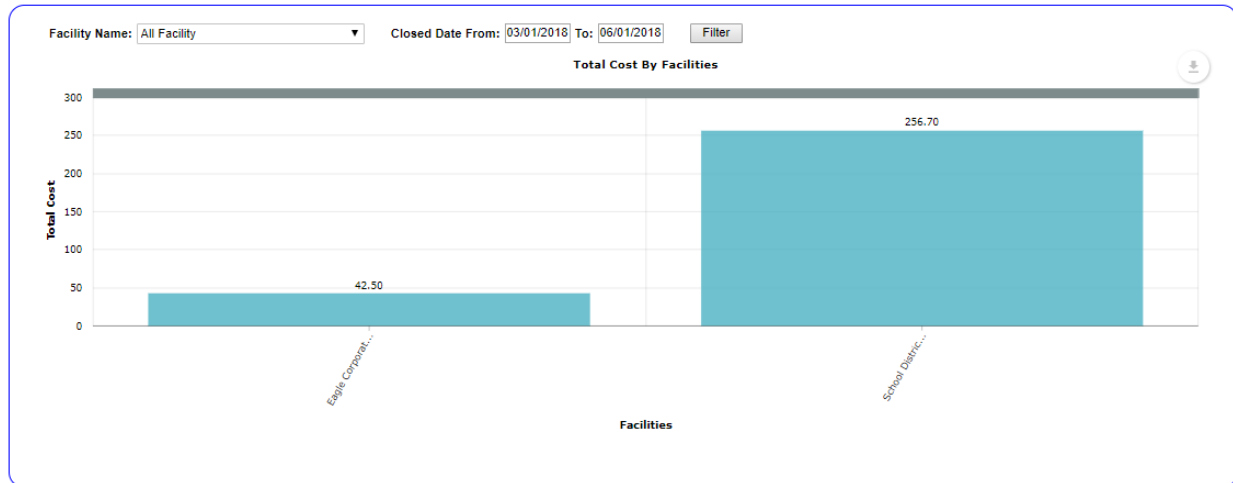 Facility Name: All Facility Closed Date From: 03/01/2018 To: 06/01/2018 Filter
Total Cost By Facilities
300
250
200
150
100
50
0
Total Cost
256.70
42.50
Eagle Corporat...
School Distric...
Facilities